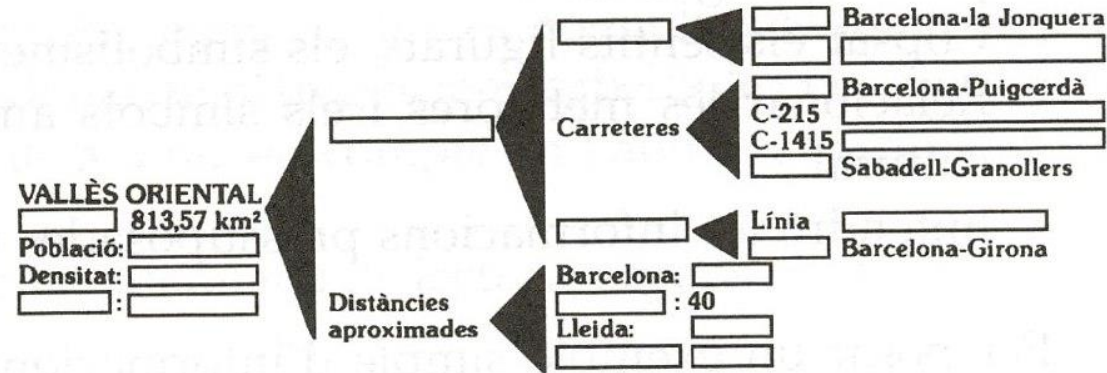 Barcelona-la Jonquera
Barcelona-Puigcerdà
Carreteres
C-215
C-1415
Sabadell-Granollers
VALLÈS ORIENTAL
813,57 km²
Població:
Densitat:
:
Línia
Barcelona-Girona
Distàncies
aproximades
Barcelona:
: 40
Lleida: